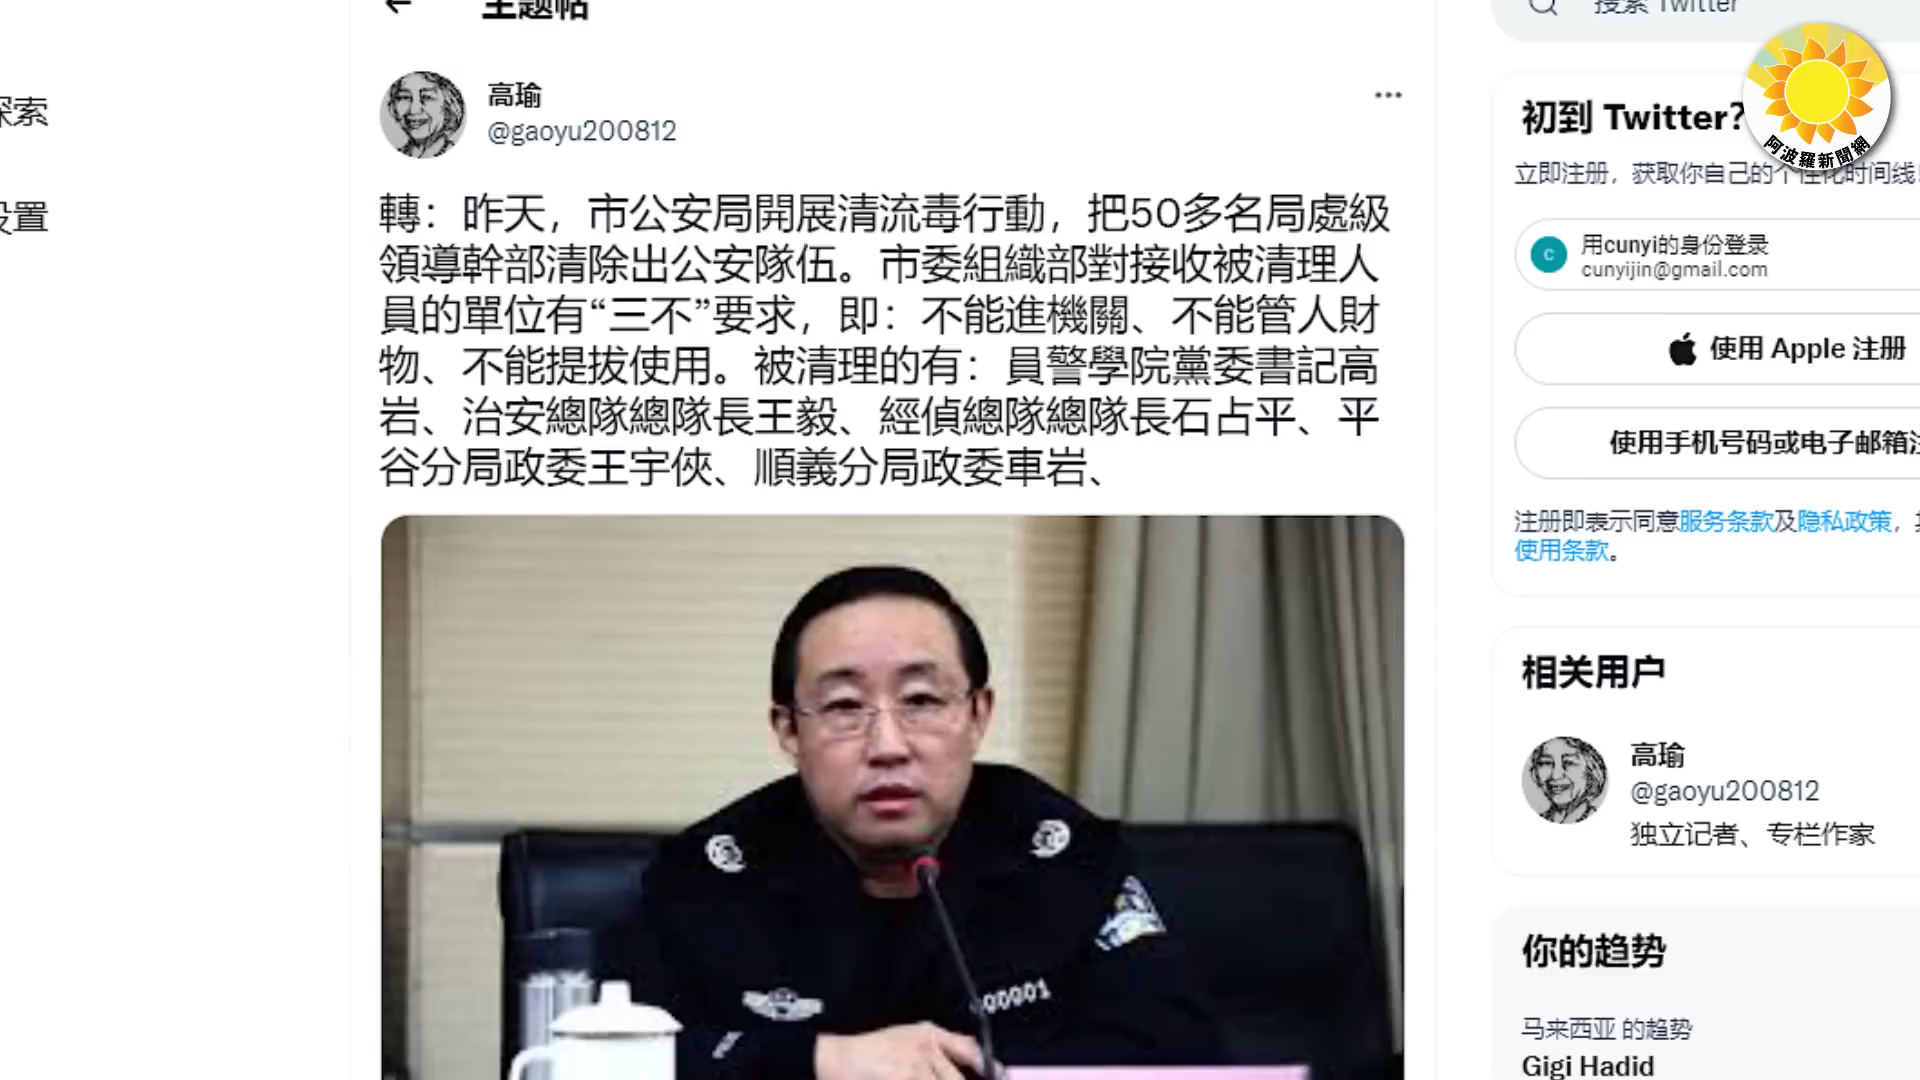 主题帖
搜索 Twitter
探索
设置
高瑜
@gaoyu200812
轉：昨天，市公安局開展清流毒行動，把50多名局處級
領導幹部清除出公安隊伍。市委組織部對接收被清理人
員的單位有“三不”要求，即：不能進機關、不能管人財
物、不能提拔使用。被清理的有：員警學院黨委書記高
岩、治安總隊總隊長王毅、經偵總隊總隊長石占平、平
谷分局政委王宇俠、順義分局政委車岩、
000001
初到 Twitter?
阿波羅新聞網
立即注册，获取你自己的个性化时间线!
C
用cunyi的身份登录
cunyijin@gmail.com
使用 Apple 注册
使用手机号码或电子邮箱注
注册即表示同意服务条款及隐私政策，
使用条款。
相关用户
高瑜
@gaoyu200812
独立记者、专栏作家
你的趋势
马来西亚 的趋势
Gigi Hadid